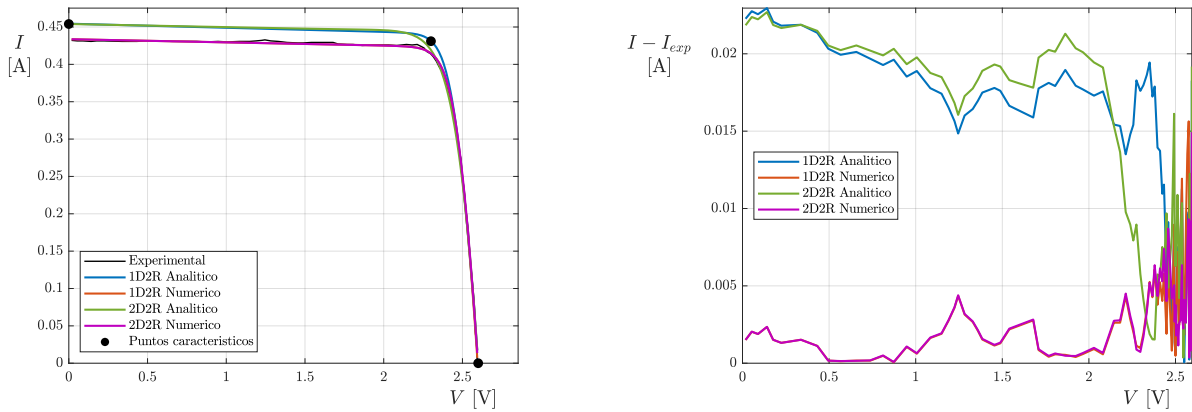 I
[A]
0.45
0.4
0.35
0.3
0.25
0.2
0.15
0.1
0.05
0
0
0.5
1
1.5
2
2.5
V [V]
Experimental
1D2R Analitico
1D2R Numerico
2D2R Analitico
2D2R Numerico
Puntos caracteristicos
I − I_exp
[A]
0.02
0.015
0.01
0.005
0
0
0.5
1
1.5
2
2.5
V [V]
1D2R Analitico
1D2R Numerico
2D2R Analitico
2D2R Numerico